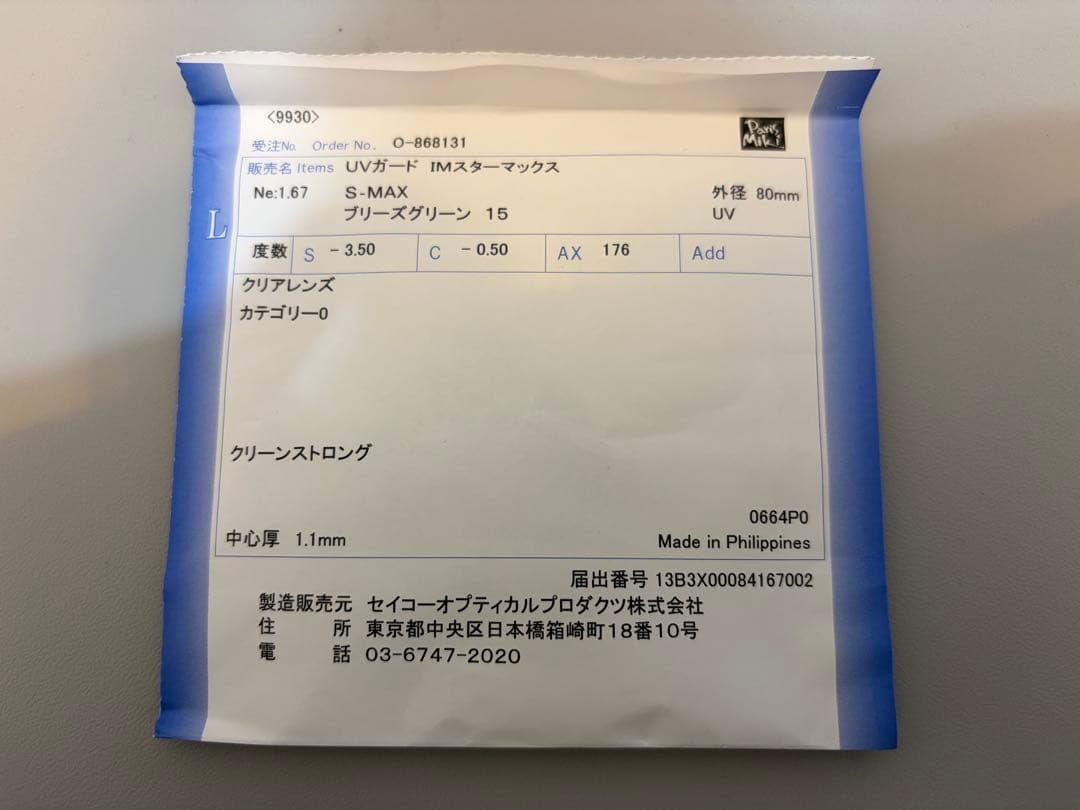 <9930>
受注No. Order No. O-868131
Paris Miki
販売名 Items UVガード IMスターマックス
Ne:1.67 S-MAX 外径 80mm
ブリーズグリーン 15 UV
L
度数 S -3.50 C -0.50 AX 176 Add
クリアレンズ
カテゴリー0
クリーンストロング
0664P0
中心厚 1.1mm Made in Philippines
届出番号 13B3X00084167002
製造販売元 セイコーオプティカルプロダクツ株式会社
住 所 東京都中央区日本橋箱崎町18番10号
電 話 03-6747-2020